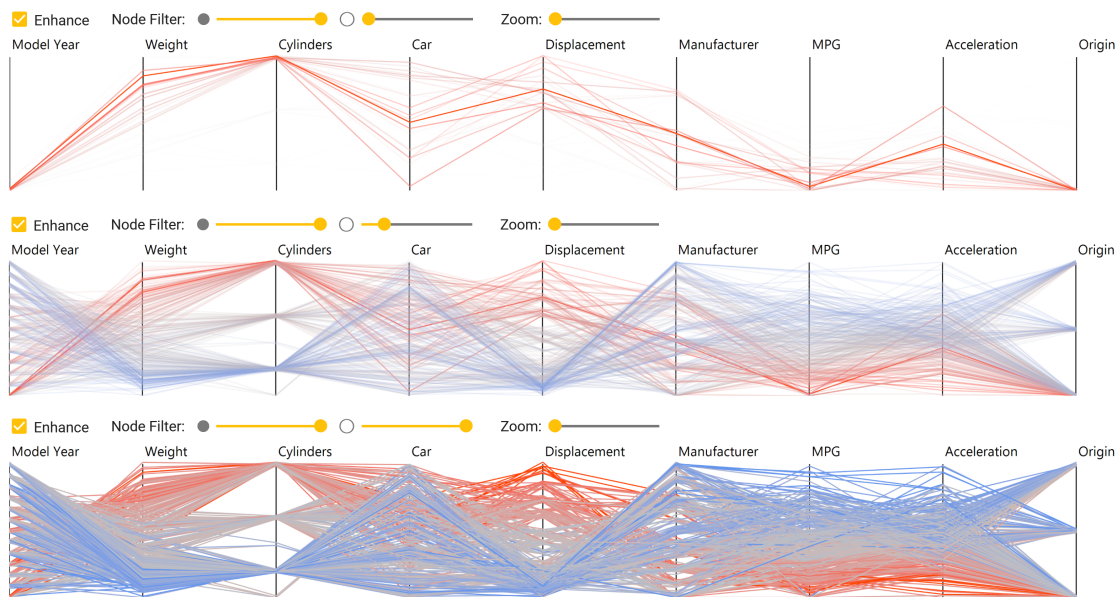 Enhance Node Filter: Zoom:
Model Year Weight Cylinders Car Displacement Manufacturer MPG Acceleration Origin
Enhance Node Filter: Zoom:
Model Year Weight Cylinders Car Displacement Manufacturer MPG Acceleration Origin
Enhance Node Filter: Zoom:
Model Year Weight Cylinders Car Displacement Manufacturer MPG Acceleration Origin